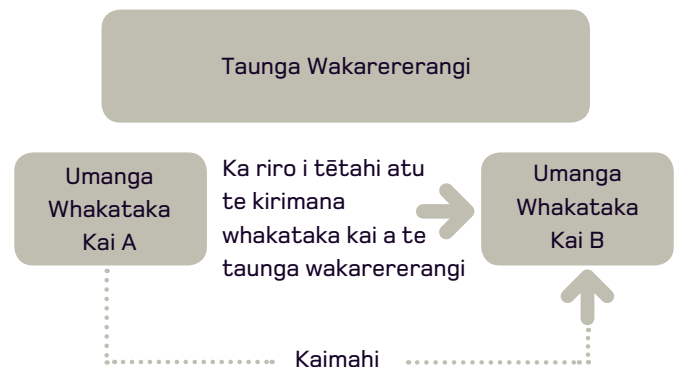 Taunga Wakarererangi
Umanga
Whakataka
Kai A
Ka riro i tētahi atu
te kirimana
whakataka kai a te
taunga wakarererangi
Umanga
Whakataka
Kai B
Kaimahi